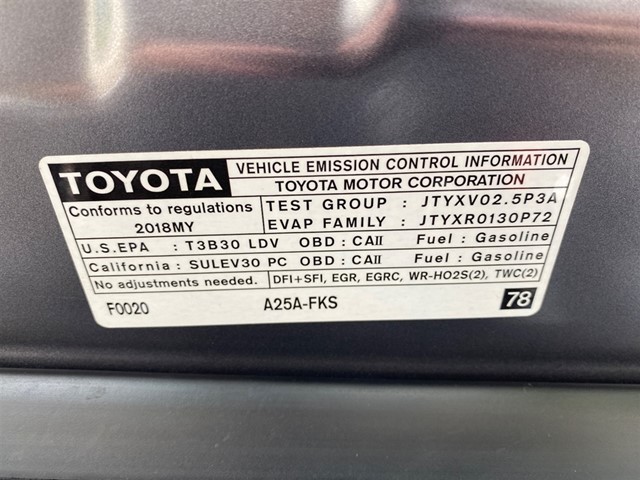 TOYOTA
VEHICLE EMISSION CONTROL INFORMATION
TOYOTA MOTOR CORPORATION
Conforms to regulations
2018MY
TEST GROUP : JTYXV02.5P3A
EVAP FAMILY : JTYXR0130P72
U.S.EPA : T3B30 LDV OBD : CAII Fuel : Gasoline
California : SULEV30 PC OBD : CAII Fuel : Gasoline
No adjustments needed. DFI+SFI, EGR, EGRC, WR-HO2S(2), TWC(2)
F0020 A25A-FKS 78